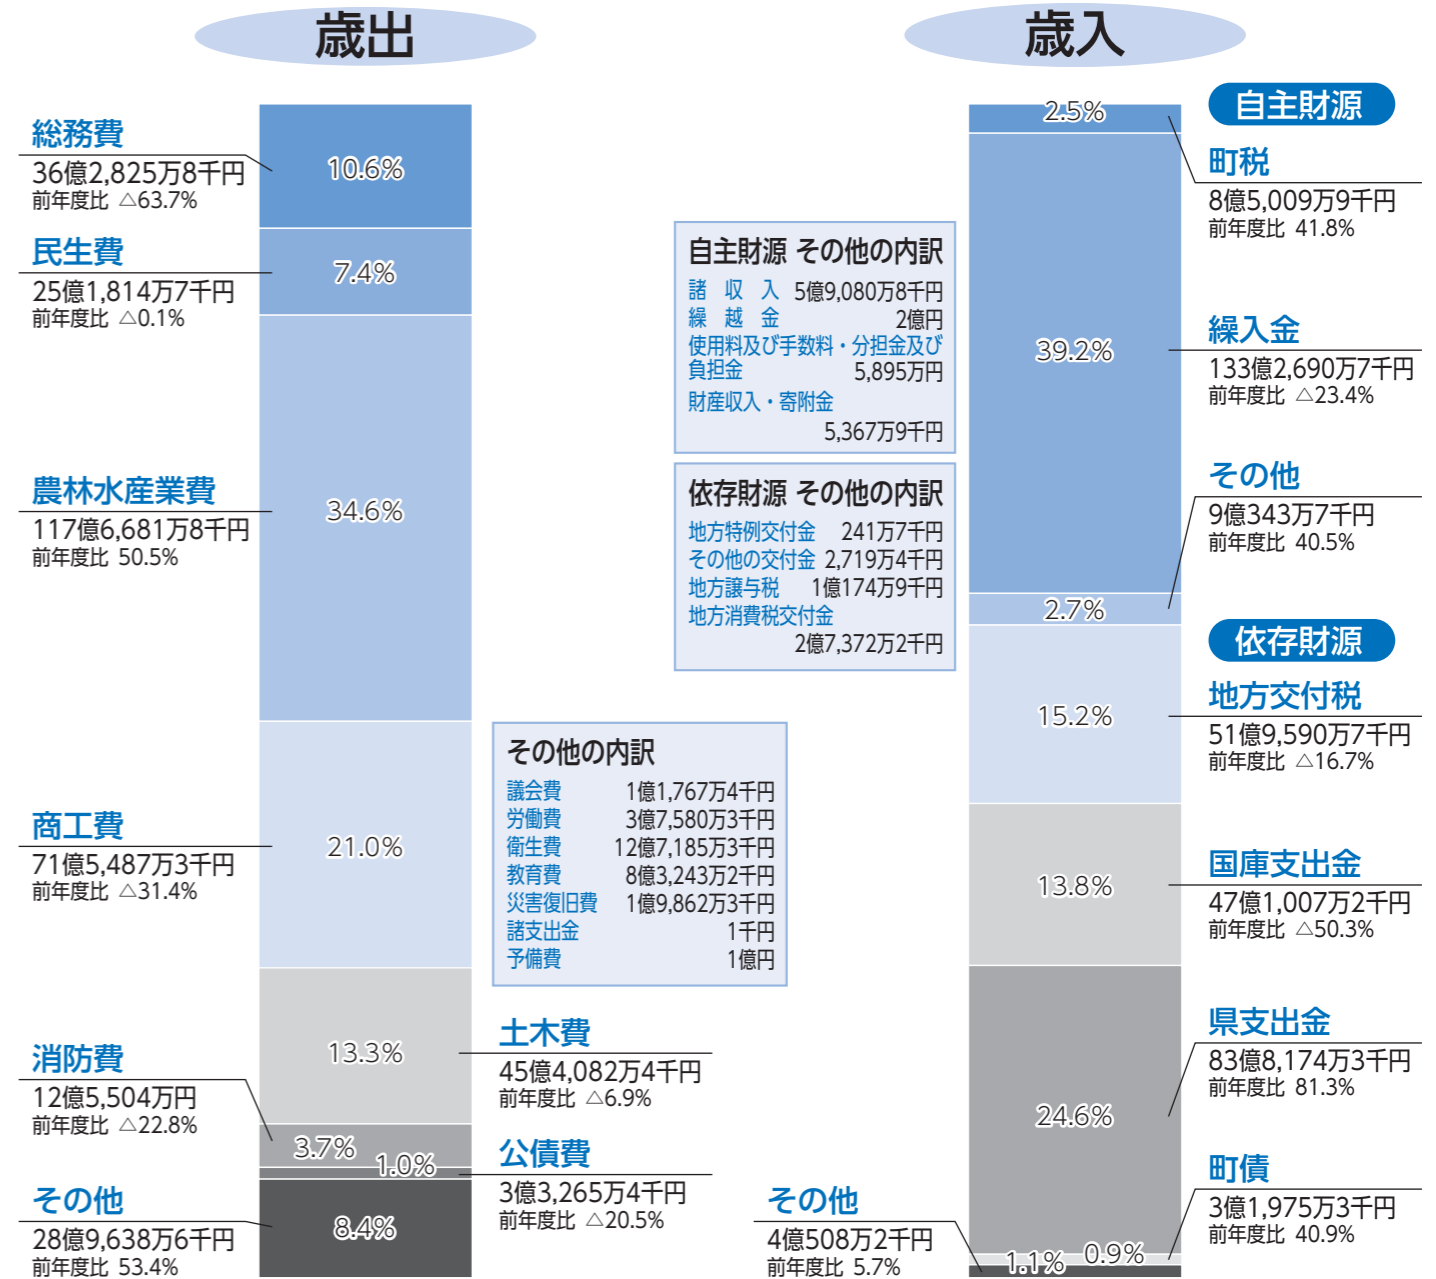 歳出
総務費
36億2,825万8千円
前年度比 △63.7%
10.6%
民生費
25億1,814万7千円
前年度比 △0.1%
7.4%
農林水産業費
117億6,681万8千円
前年度比 50.5%
34.6%
商工費
71億5,487万3千円
前年度比 △31.4%
21.0%
土木費
45億4,082万4千円
前年度比 △6.9%
13.3%
消防費
12億5,504万円
前年度比 △22.8%
3.7%
公債費
3億3,265万4千円
前年度比 △20.5%
1.0%
その他
28億9,638万6千円
前年度比 53.4%
8.4%
その他の内訳
議会費 1億1,767万4千円
労働費 3億7,580万3千円
衛生費 12億7,185万3千円
教育費 8億3,243万2千円
災害復旧費 1億9,862万3千円
諸支出金 1千円
予備費 1億円
歳入
自主財源
町税
8億5,009万9千円
前年度比 41.8%
2.5%
繰入金
133億2,690万7千円
前年度比 △23.4%
39.2%
その他
9億343万7千円
前年度比 40.5%
2.7%
自主財源 その他の内訳
諸収入 5億9,080万8千円
繰越金 2億円
使用料及び手数料・分担金及び
負担金 5,895万円
財産収入・寄附金
5,367万9千円
依存財源
地方交付税
51億9,590万7千円
前年度比 △16.7%
15.2%
国庫支出金
47億1,007万2千円
前年度比 △50.3%
13.8%
県支出金
83億8,174万3千円
前年度比 81.3%
24.6%
町債
3億1,975万3千円
前年度比 40.9%
0.9%
その他
4億508万2千円
前年度比 5.7%
1.1%
依存財源 その他の内訳
地方特例交付金 241万7千円
その他の交付金 2,719万4千円
地方譲与税 1億174万9千円
地方消費税交付金
2億7,372万2千円